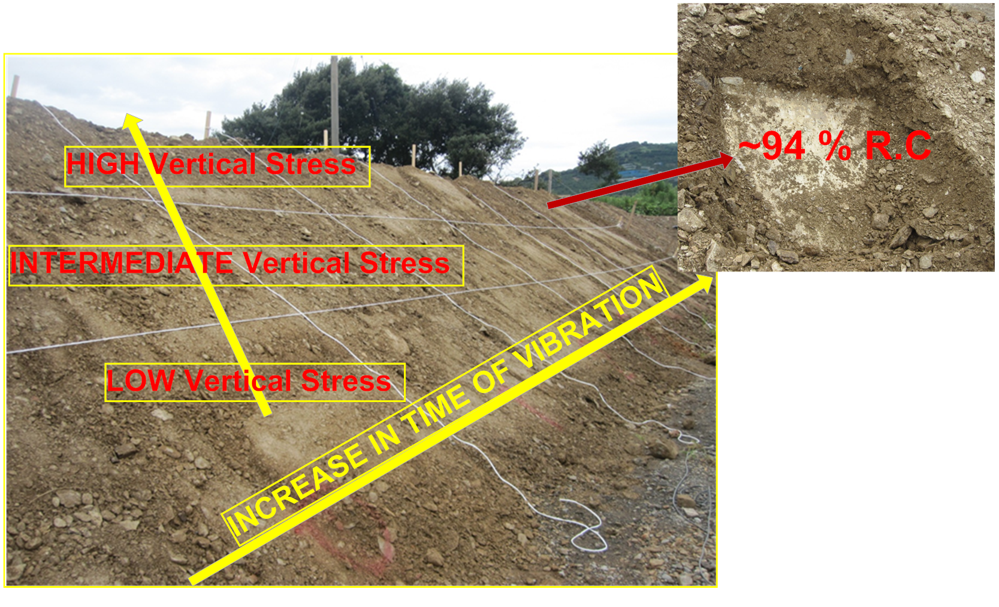 ~94 % R.C
HIGH Vertical Stress
INTERMEDIATE Vertical Stress
LOW Vertical Stress
INCREASE IN TIME OF VIBRATION